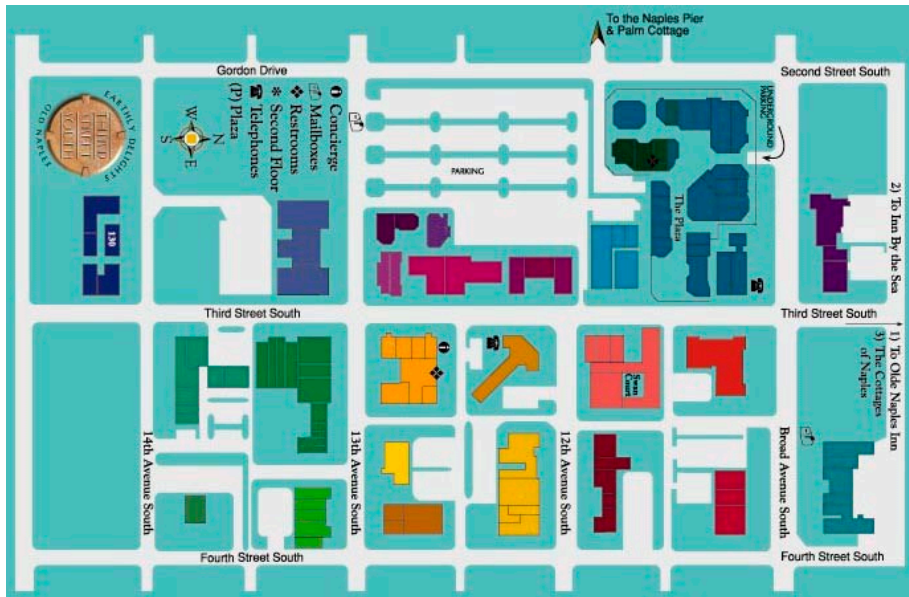 To the Naples Pier
& Palm Cottage
Gordon Drive
Second Street South
EARTHLY DELIGHTS
THIRD
STREET
SOUTH
OLD NAPLES
N
W
E
S
Concierge
Mailboxes
Restrooms
Second Floor
Telephones
(P) Plaza
UNDERGROUND
PARKING
PARKING
The Plaza
130
2) To Inn By the Sea
Third Street South
Third Street South
1) To Olde Naples Inn
3) The Cottages
of Naples
Swan
Court
14th Avenue South
13th Avenue South
12th Avenue South
Broad Avenue South
Fourth Street South
Fourth Street South